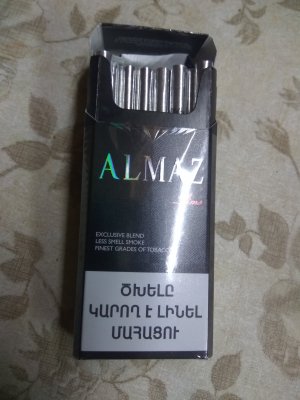 ALMAZ
EXCLUSIVE BLEND
LESS SMELL SMOKE
FINEST GRADES OF TOBACCO
ԾԽԵԼԸ
ԿԱՐՈՂ Է ԼԻՆԵԼ
ՄԱՀԱՑՈՒ